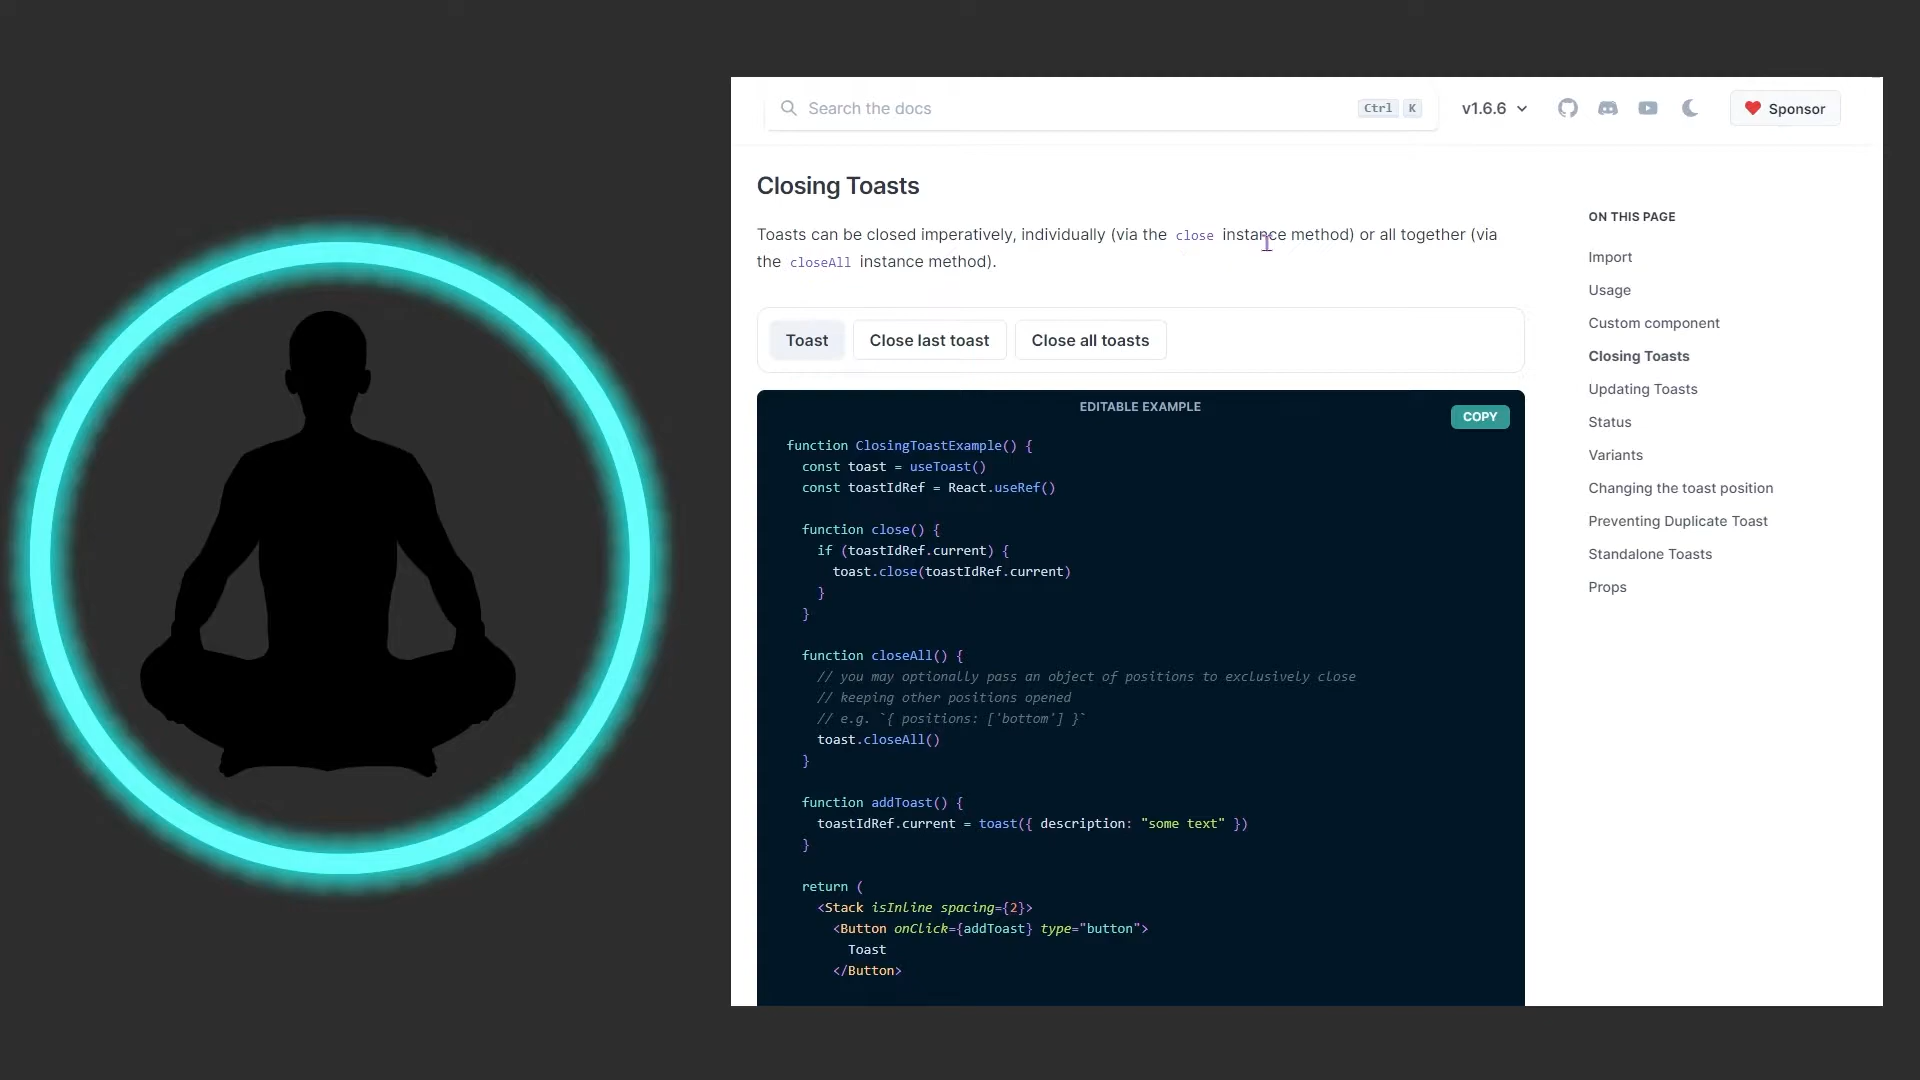 Search the docs
Ctrl K
v1.6.6
Sponsor
Closing Toasts
Toasts can be closed imperatively, individually (via the close instance method) or all together (via
the closeAll instance method).
Toast
Close last toast
Close all toasts
EDITABLE EXAMPLE
COPY
function ClosingToastExample() {
  const toast = useToast()
  const toastIdRef = React.useRef()

  function close() {
    if (toastIdRef.current) {
      toast.close(toastIdRef.current)
    }
  }

  function closeAll() {
    // you may optionally pass an object of positions to exclusively close
    // keeping other positions opened
    // e.g. `{ positions: ['bottom'] }`
    toast.closeAll()
  }

  function addToast() {
    toastIdRef.current = toast({ description: "some text" })
  }

  return (
    <Stack isInline spacing={2}>
      <Button onClick={addToast} type="button">
        Toast
      </Button>
ON THIS PAGE
Import
Usage
Custom component
Closing Toasts
Updating Toasts
Status
Variants
Changing the toast position
Preventing Duplicate Toast
Standalone Toasts
Props